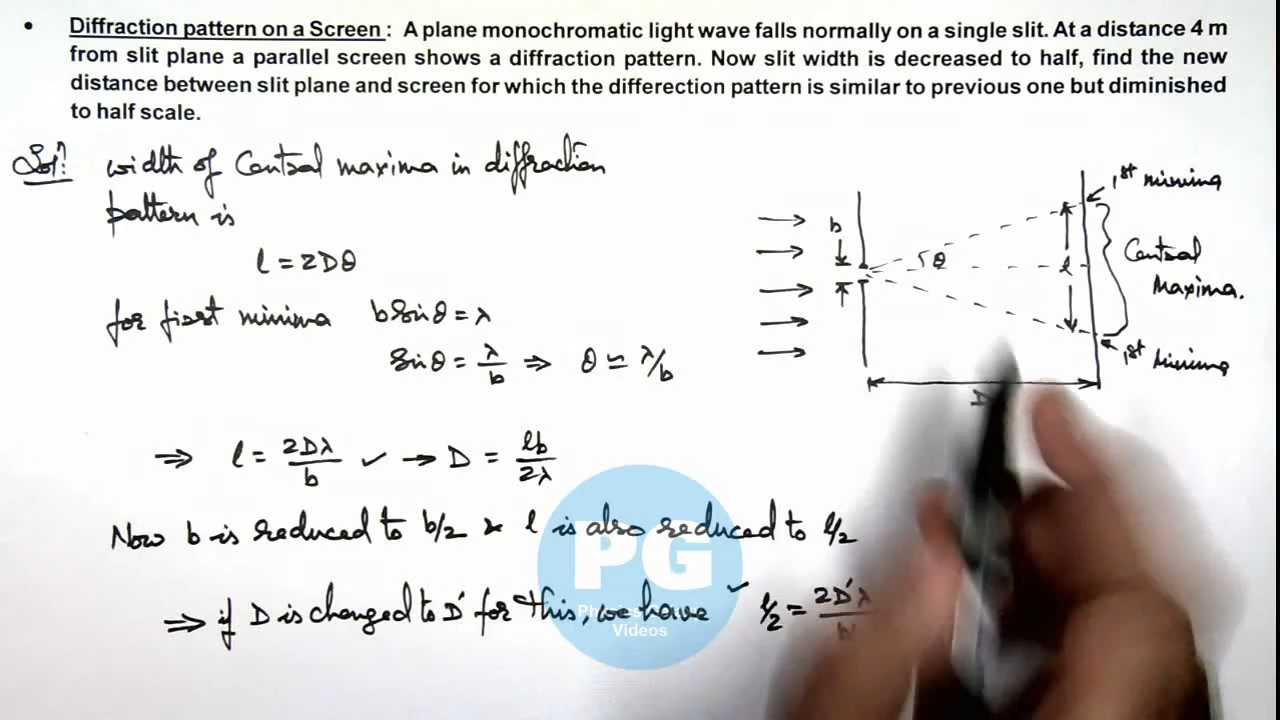 • Diffraction pattern on a Screen : A plane monochromatic light wave falls normally on a single slit. At a distance 4 m
from slit plane a parallel screen shows a diffraction pattern. Now slit width is decreased to half, find the new
distance between slit plane and screen for which the differection pattern is similar to previous one but diminished
to half scale.
Sol? width of Central maxima in diffraction
pattern is
l = 2Dθ
for first minima bSinθ = λ
Sinθ = λ/b ⇒ θ ≃ λ/b
⇒ l = 2Dλ/b ✓ → D = lb/2λ
Now b is reduced to b/2 & l is also reduced to l/2
⇒ if D is changed to D' for this, we have ✓ l/2 = 2D'λ
PG
Videos
1st minima
b
θ
l
Central
Maxima.
1st Minima
D